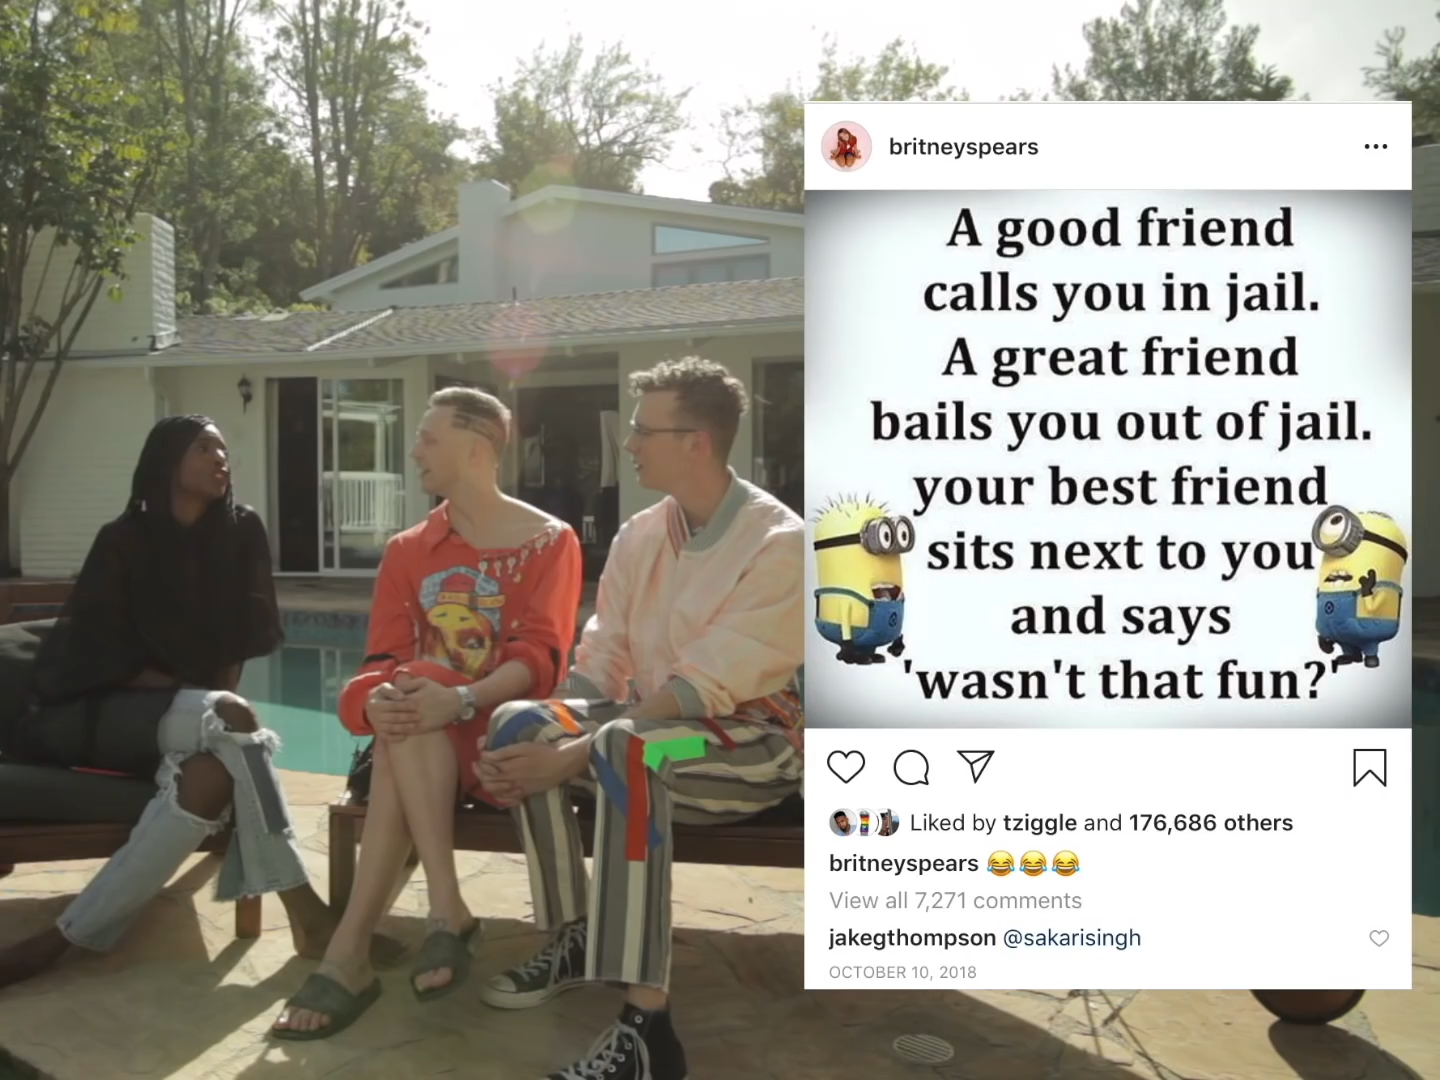 britneyspears
A good friend
calls you in jail.
A great friend
bails you out of jail.
your best friend
sits next to you
and says
'wasn't that fun?'
Liked by tziggle and 176,686 others
britneyspears 😂😂😂
View all 7,271 comments
jakegthompson @sakarisingh
OCTOBER 10, 2018